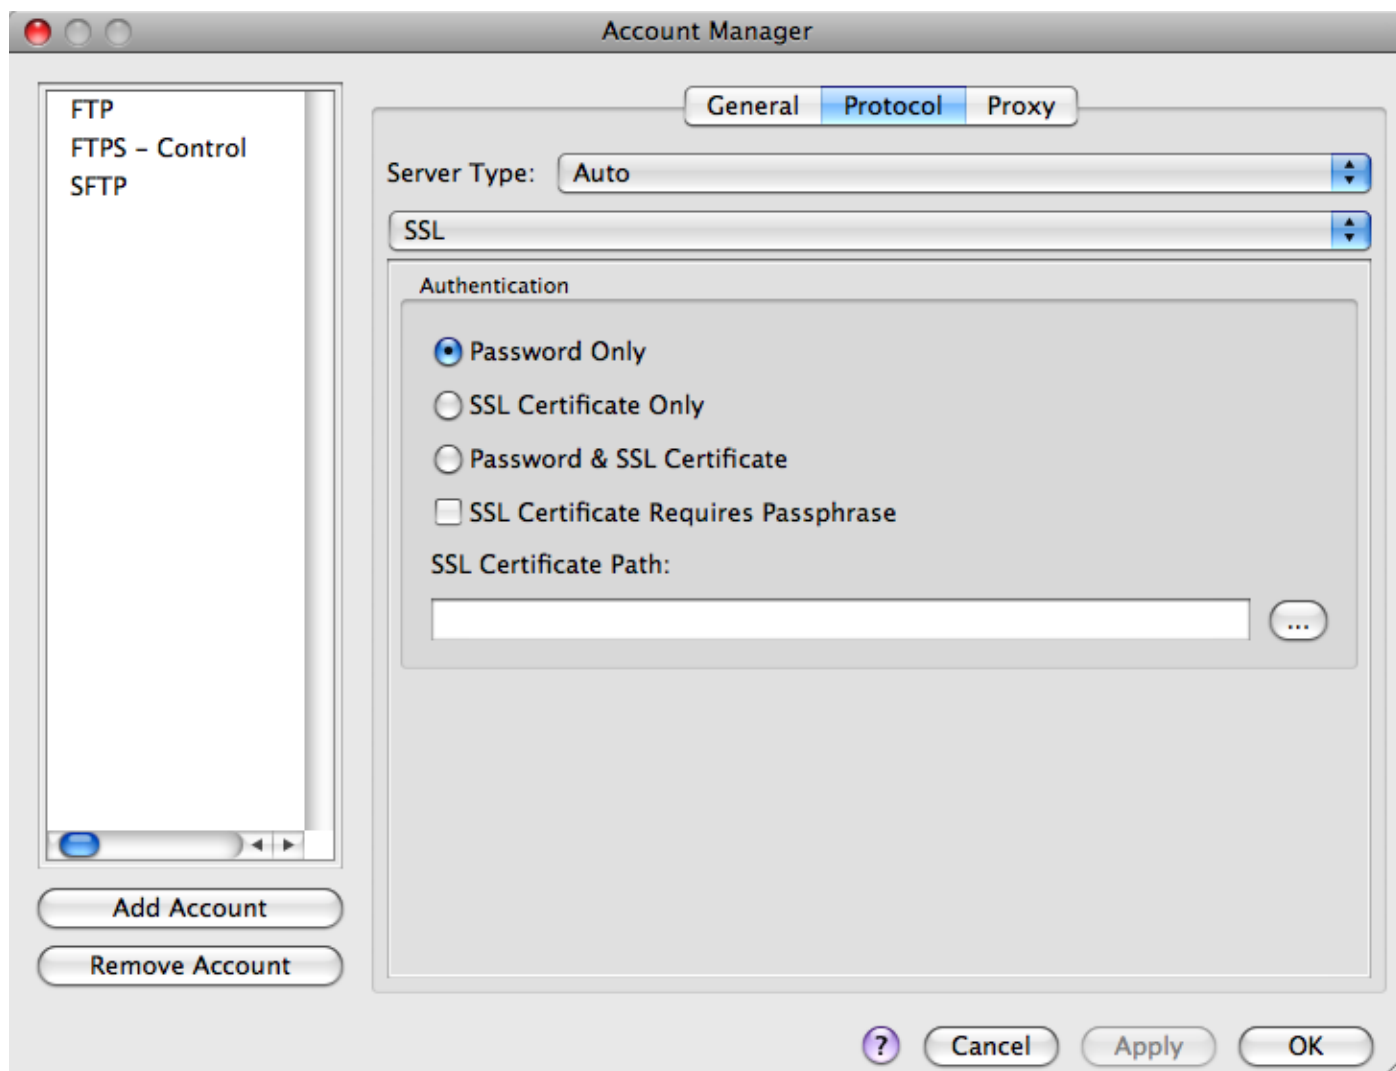 Account Manager
FTP
FTPS – Control
SFTP
Add Account
Remove Account
General Protocol Proxy
Server Type: Auto
SSL
Authentication
Password Only
SSL Certificate Only
Password & SSL Certificate
SSL Certificate Requires Passphrase
SSL Certificate Path:
...
? Cancel Apply OK